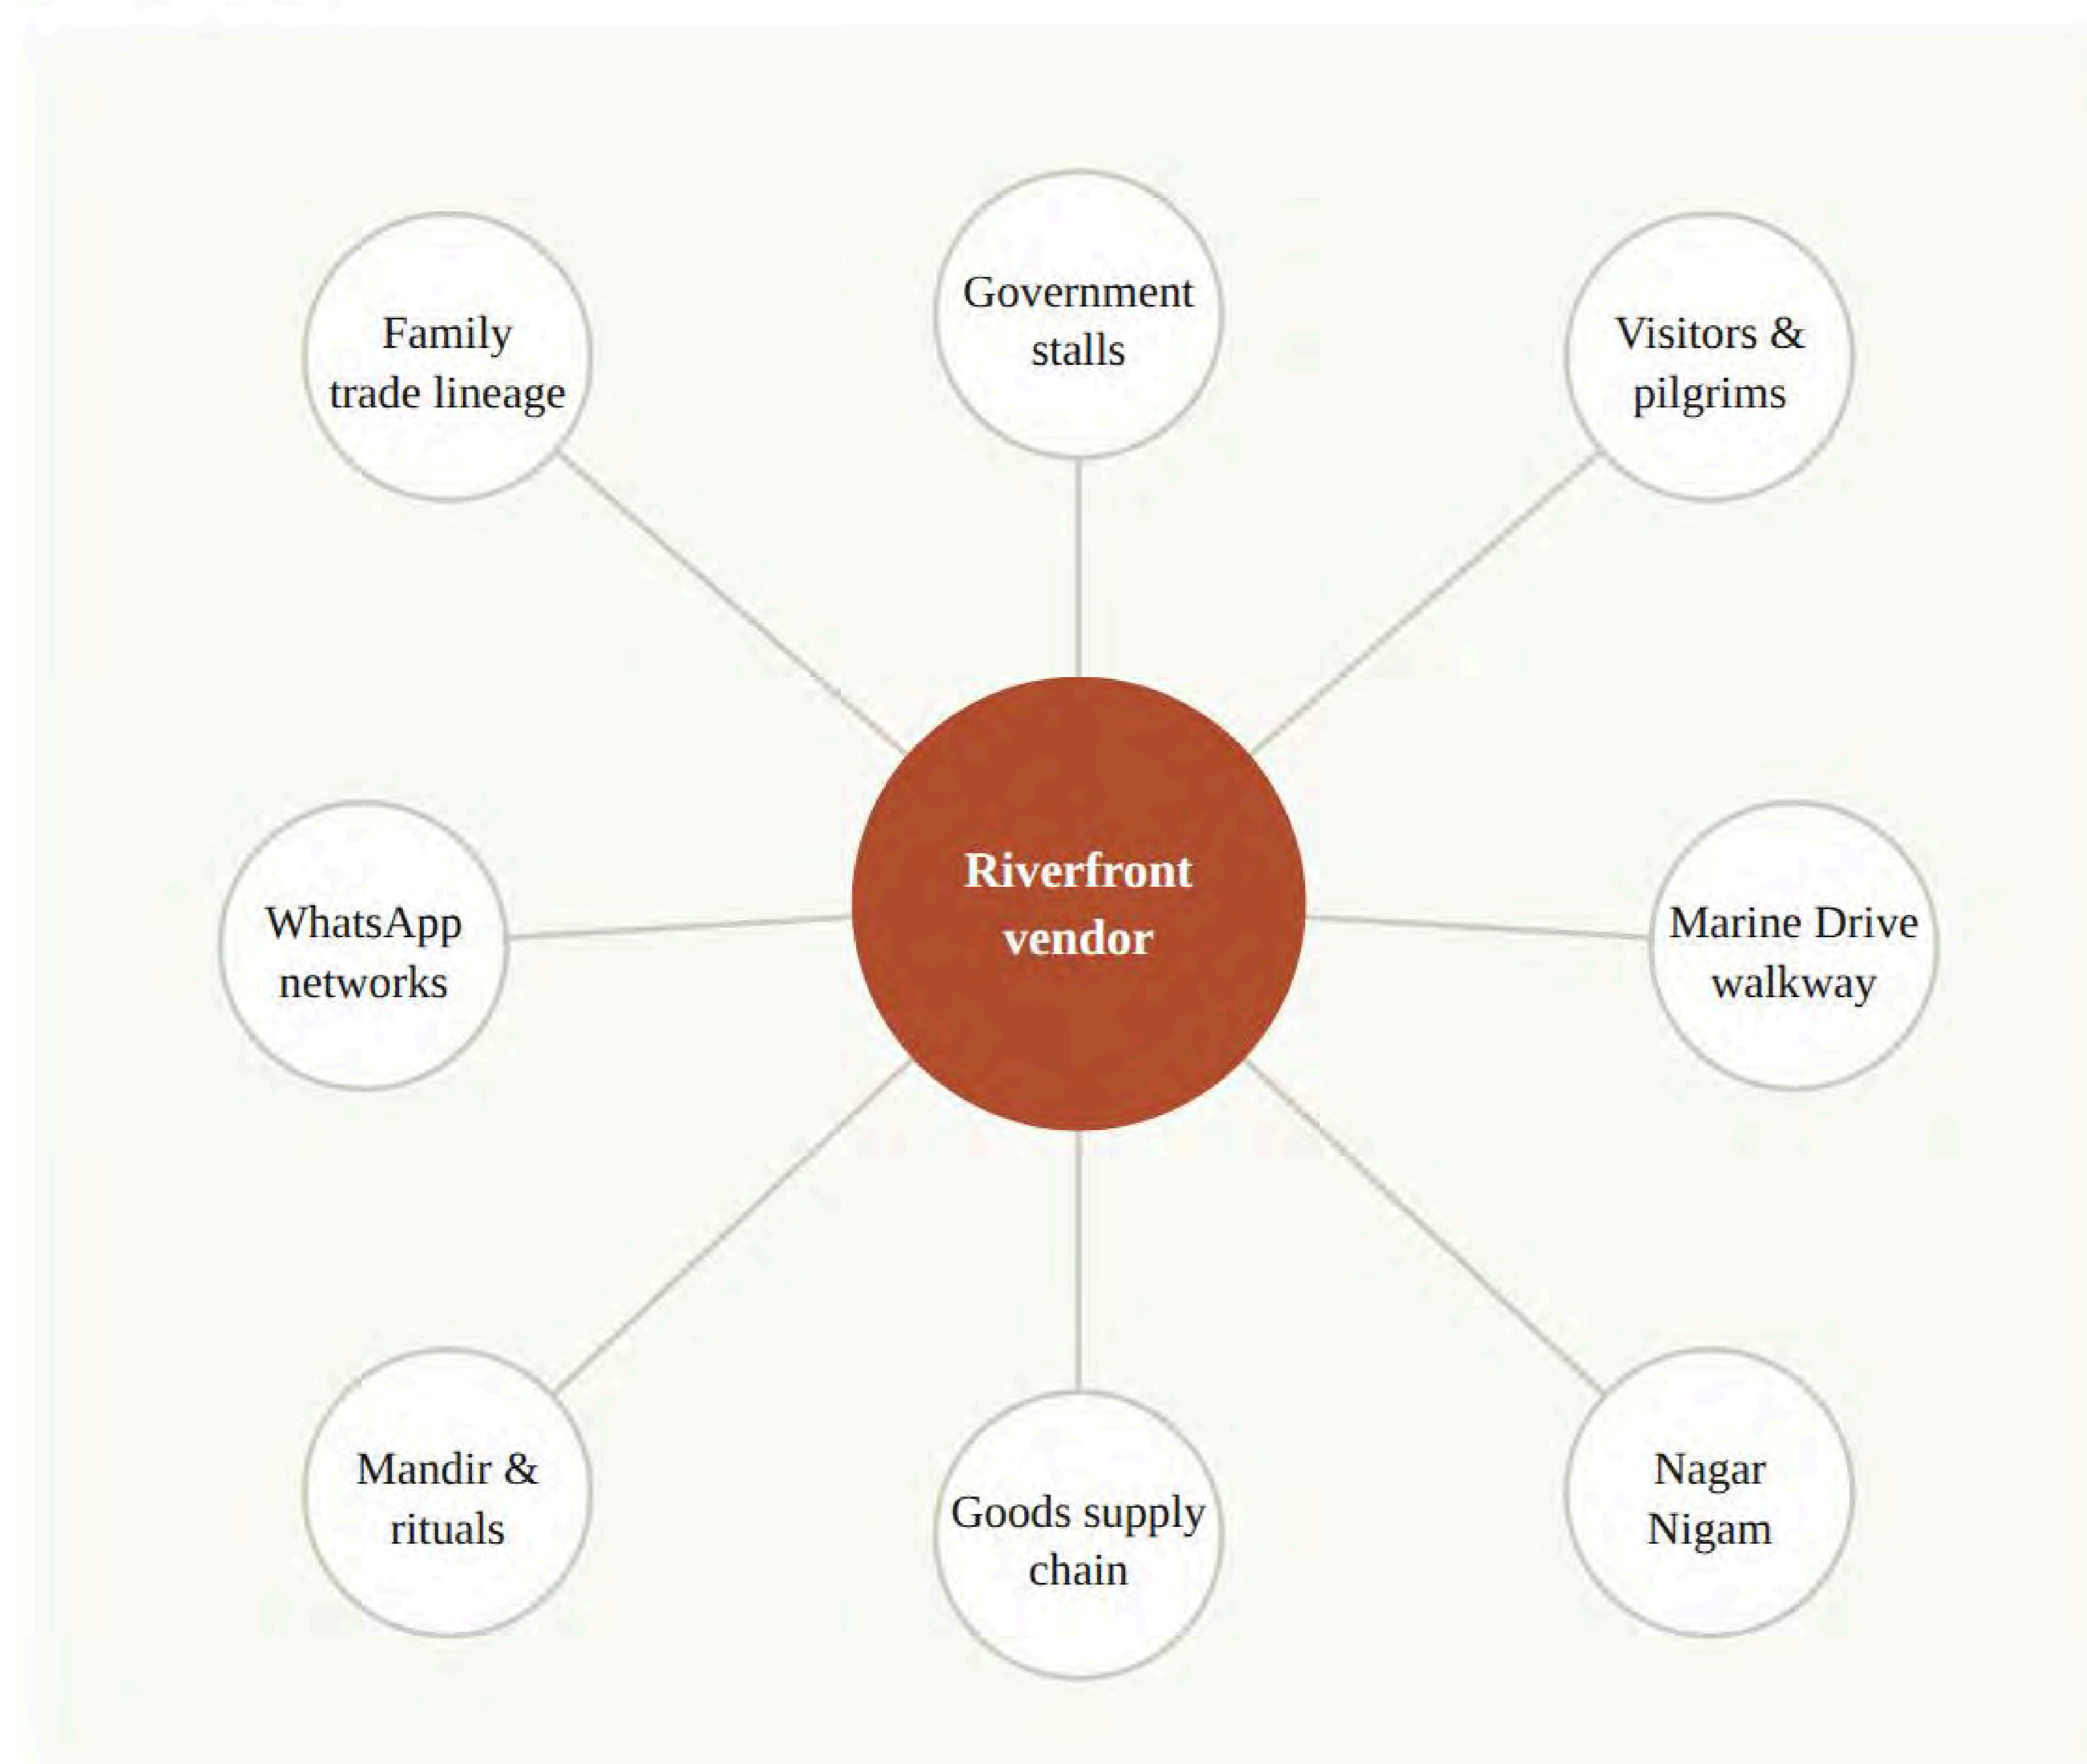 Government
stalls
Family
trade lineage
Visitors &
pilgrims
Riverfront
vendor
WhatsApp
networks
Marine Drive
walkway
Mandir &
rituals
Goods supply
chain
Nagar
Nigam